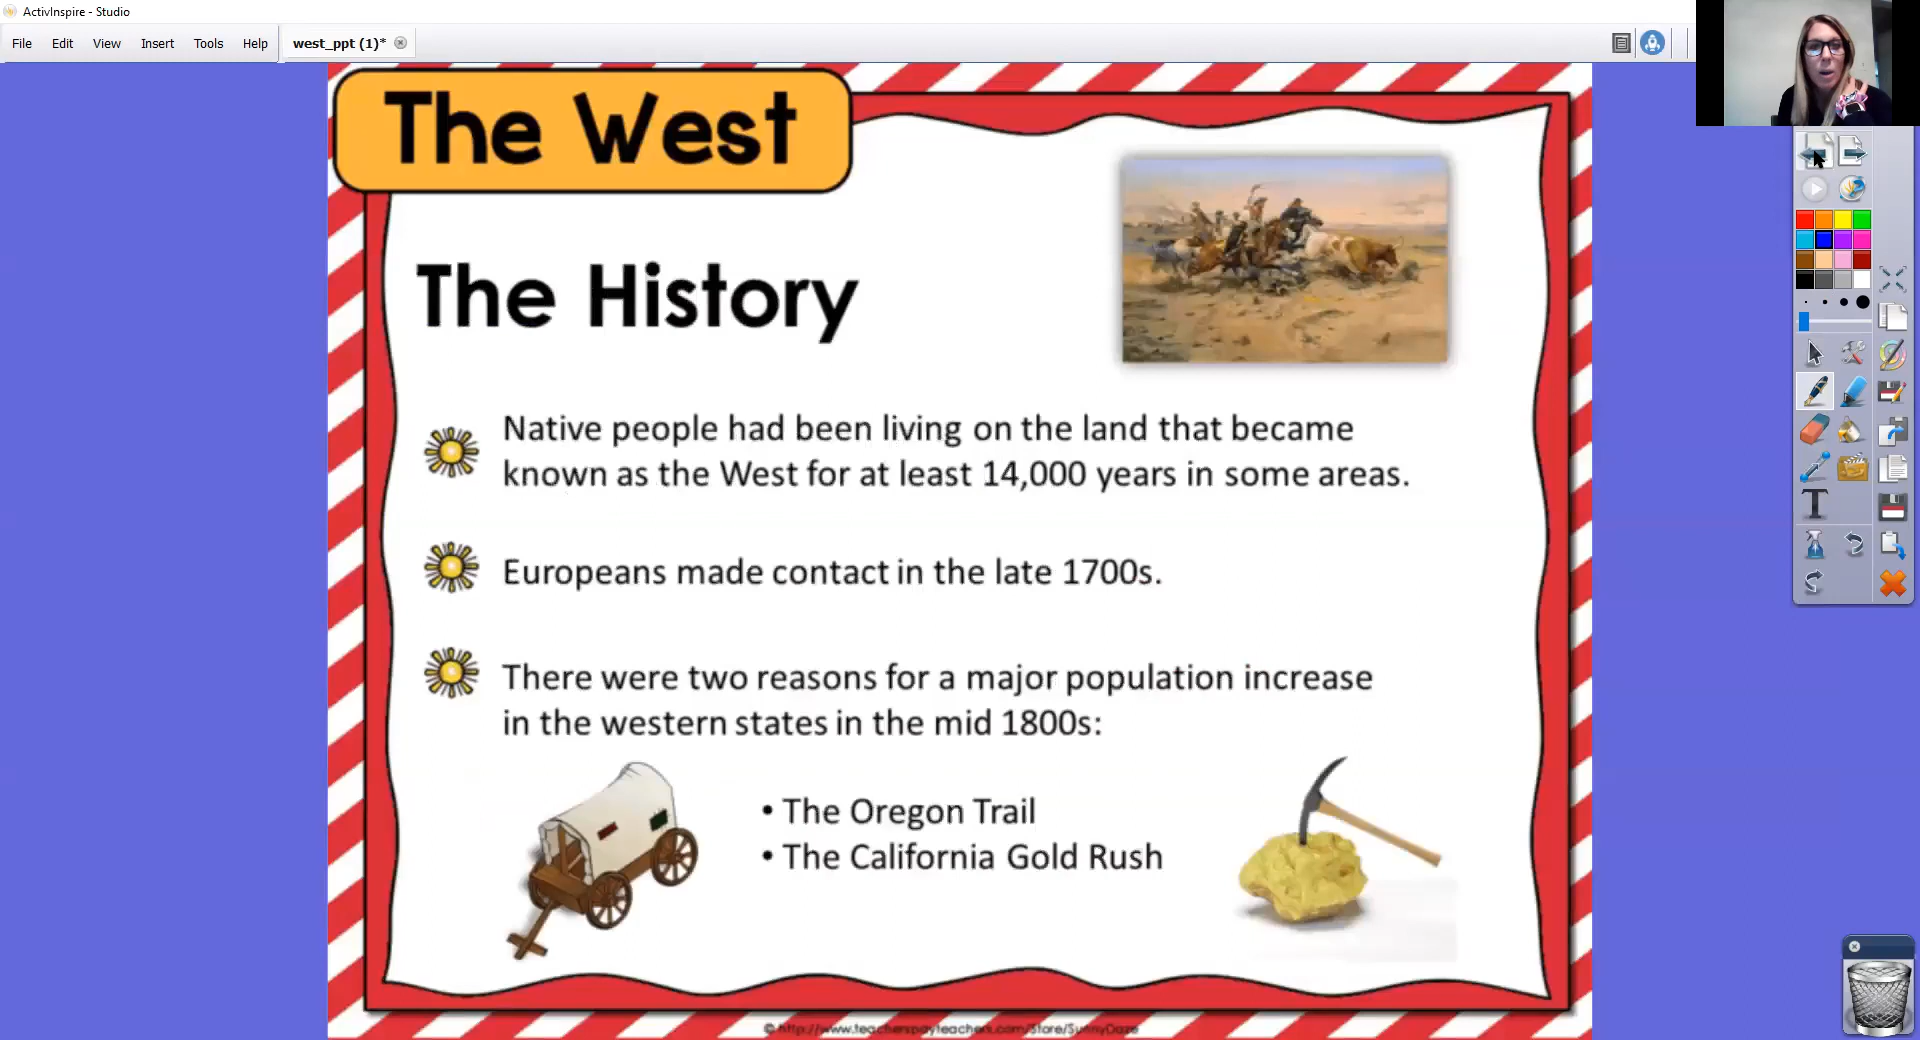 ActivInspire - Studio
File Edit View Insert Tools Help west_ppt (1)*
The West
The History
Native people had been living on the land that became
known as the West for at least 14,000 years in some areas.
Europeans made contact in the late 1700s.
There were two reasons for a major population increase
in the western states in the mid 1800s:
• The Oregon Trail
• The California Gold Rush
© http://www.teacherspayteachers.com/Store/SunnyDaze